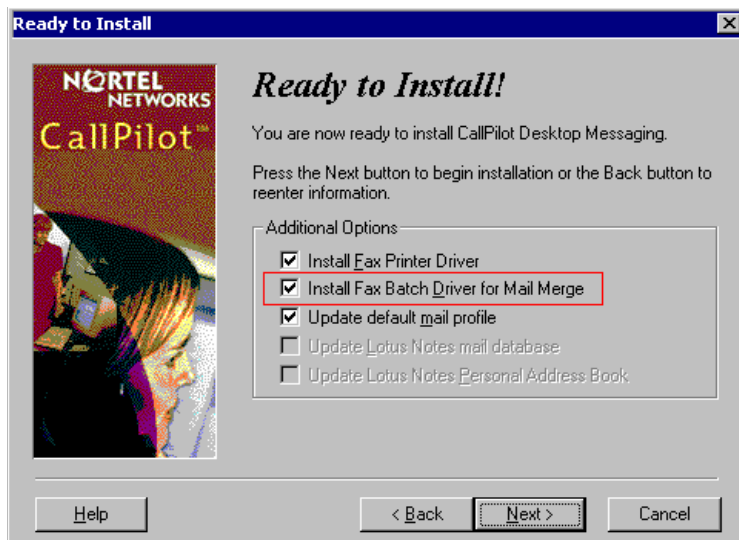 Ready to Install
NORTEL
NETWORKS
CallPilot™
Ready to Install!
You are now ready to install CallPilot Desktop Messaging.
Press the Next button to begin installation or the Back button to
reenter information.
Additional Options
Install Fax Printer Driver
Install Fax Batch Driver for Mail Merge
Update default mail profile
Update Lotus Notes mail database
Update Lotus Notes Personal Address Book
Help
< Back
Next >
Cancel